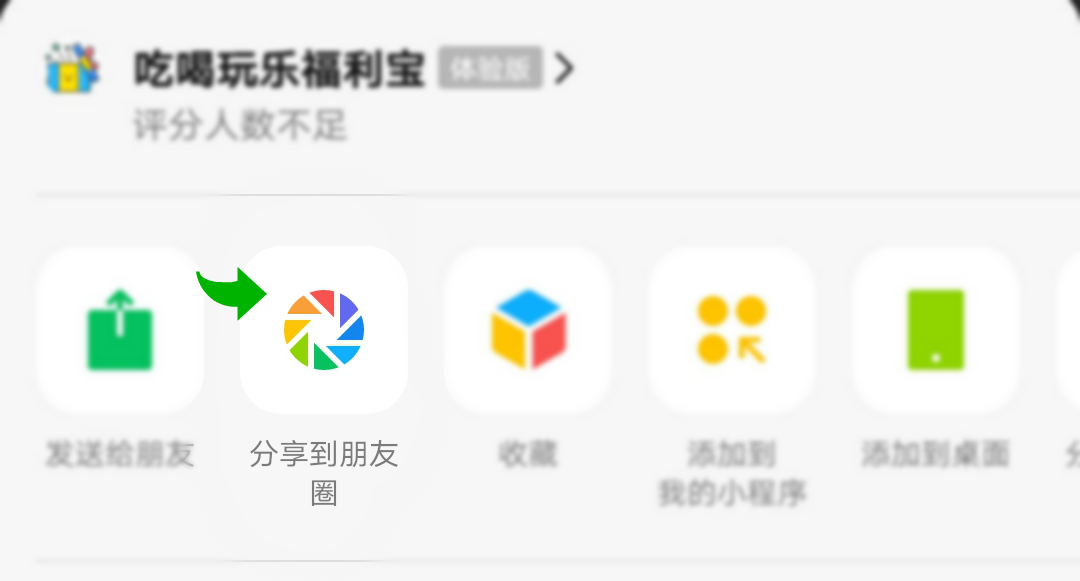 吃喝玩乐福利宝 体验版
评分人数不足
发送给朋友
分享到朋友
圈
收藏
添加到
我的小程序
添加到桌面